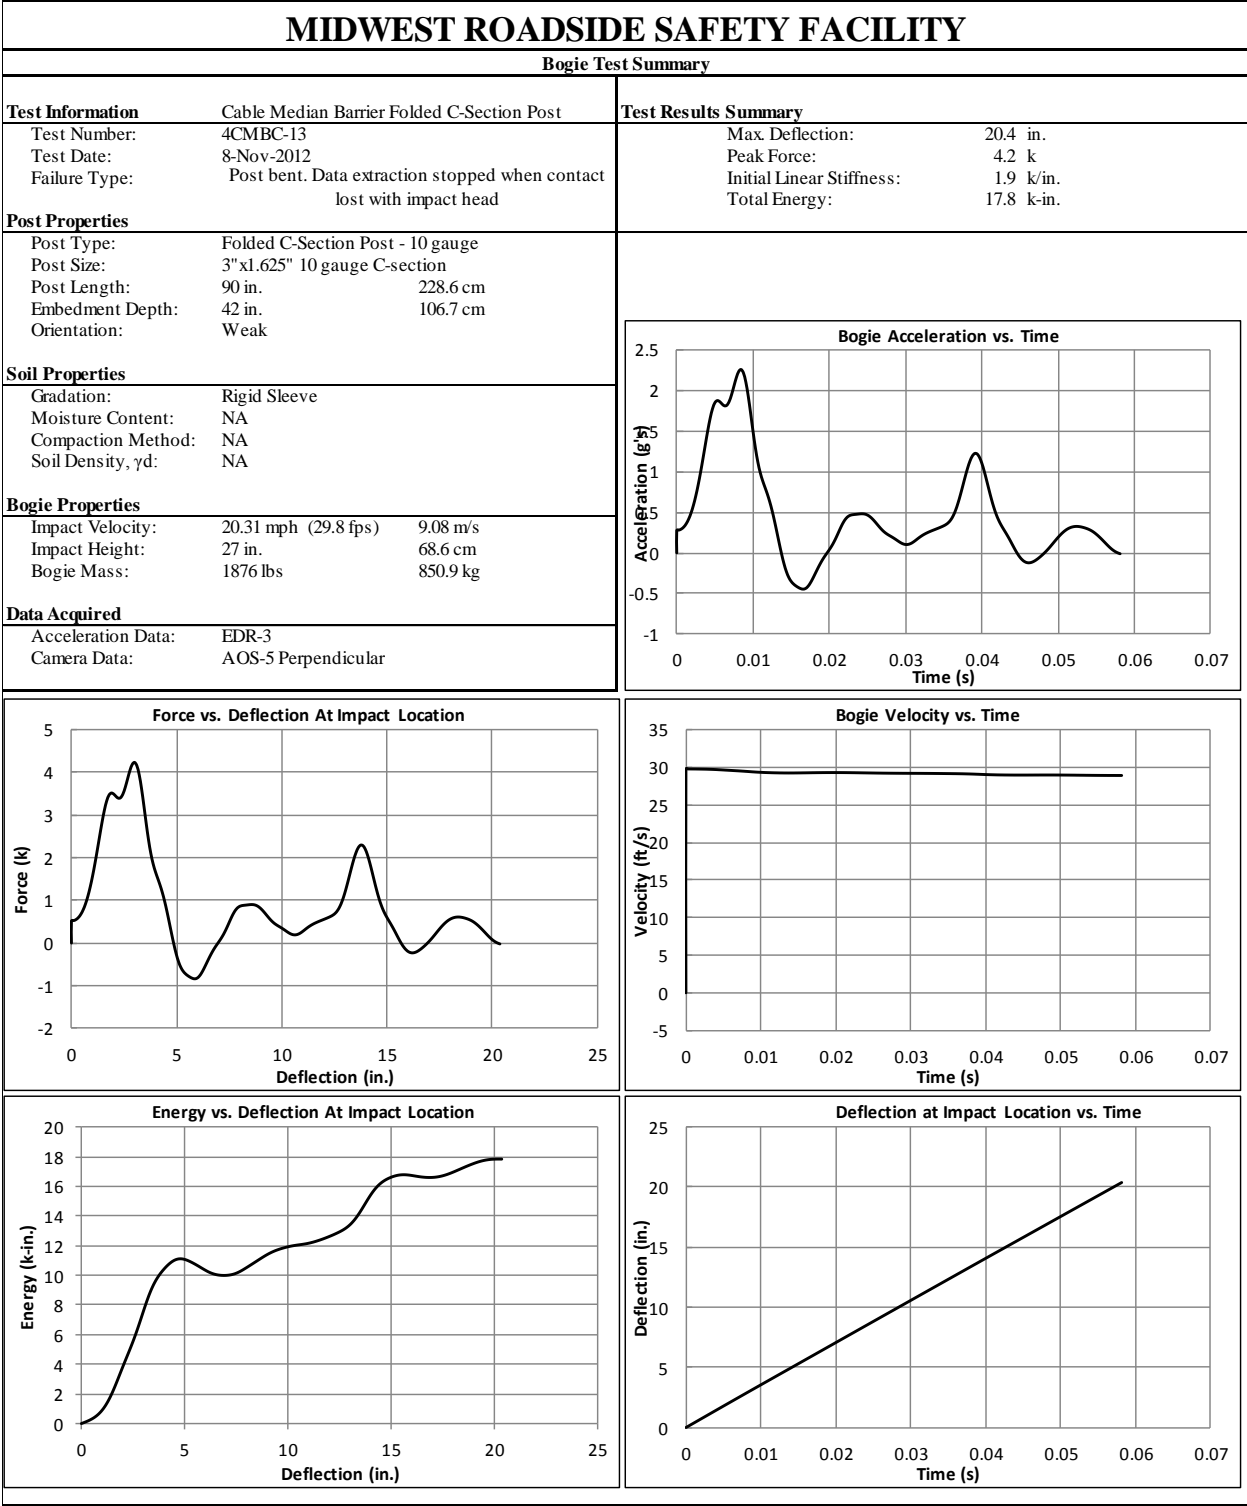 MIDWEST ROADSIDE SAFETY FACILITY
Bogie Test Summary
Test Information Cable Median Barrier Folded C-Section Post
Test Number: 4CMBC-13
Test Date: 8-Nov-2012
Failure Type: Post bent. Data extraction stopped when contact
lost with impact head
Post Properties
Post Type: Folded C-Section Post - 10 gauge
Post Size: 3"x1.625" 10 gauge C-section
Post Length: 90 in. 228.6 cm
Embedment Depth: 42 in. 106.7 cm
Orientation: Weak
Soil Properties
Gradation: Rigid Sleeve
Moisture Content: NA
Compaction Method: NA
Soil Density, γd: NA
Bogie Properties
Impact Velocity: 20.31 mph (29.8 fps) 9.08 m/s
Impact Height: 27 in. 68.6 cm
Bogie Mass: 1876 lbs 850.9 kg
Data Acquired
Acceleration Data: EDR-3
Camera Data: AOS-5 Perpendicular
Test Results Summary
Max. Deflection: 20.4 in.
Peak Force: 4.2 k
Initial Linear Stiffness: 1.9 k/in.
Total Energy: 17.8 k-in.
Bogie Acceleration vs. Time
Acceleration (g's)
2.5
2
1.5
1
0.5
0
-0.5
-1
0 0.01 0.02 0.03 0.04 0.05 0.06 0.07
Time (s)
Force vs. Deflection At Impact Location
Force (k)
5
4
3
2
1
0
-1
-2
0 5 10 15 20 25
Deflection (in.)
Bogie Velocity vs. Time
Velocity (ft/s)
35
30
25
20
15
10
5
0
-5
0 0.01 0.02 0.03 0.04 0.05 0.06 0.07
Time (s)
Energy vs. Deflection At Impact Location
Energy (k-in.)
20
18
16
14
12
10
8
6
4
2
0
0 5 10 15 20 25
Deflection (in.)
Deflection at Impact Location vs. Time
Deflection (in.)
25
20
15
10
5
0
0 0.01 0.02 0.03 0.04 0.05 0.06 0.07
Time (s)